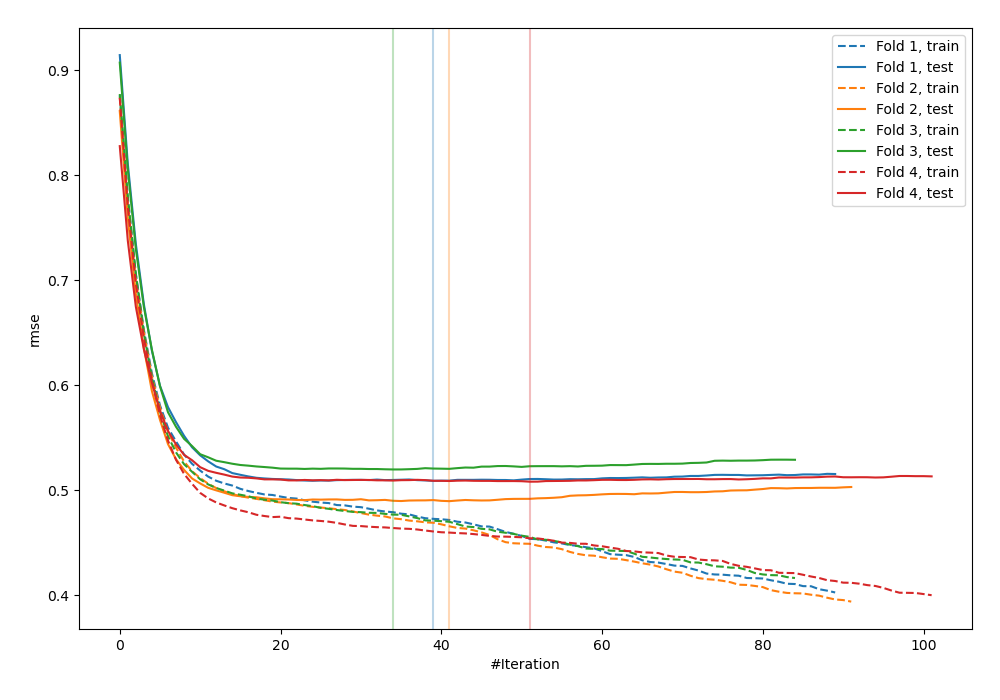 0.9
0.8
0.7
0.6
0.5
0.4
rmse
0
20
40
60
80
100
#Iteration
Fold 1, train
Fold 1, test
Fold 2, train
Fold 2, test
Fold 3, train
Fold 3, test
Fold 4, train
Fold 4, test